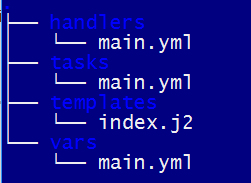 .
├── handlers
│   └── main.yml
├── tasks
│   └── main.yml
├── templates
│   └── index.j2
└── vars
    └── main.yml